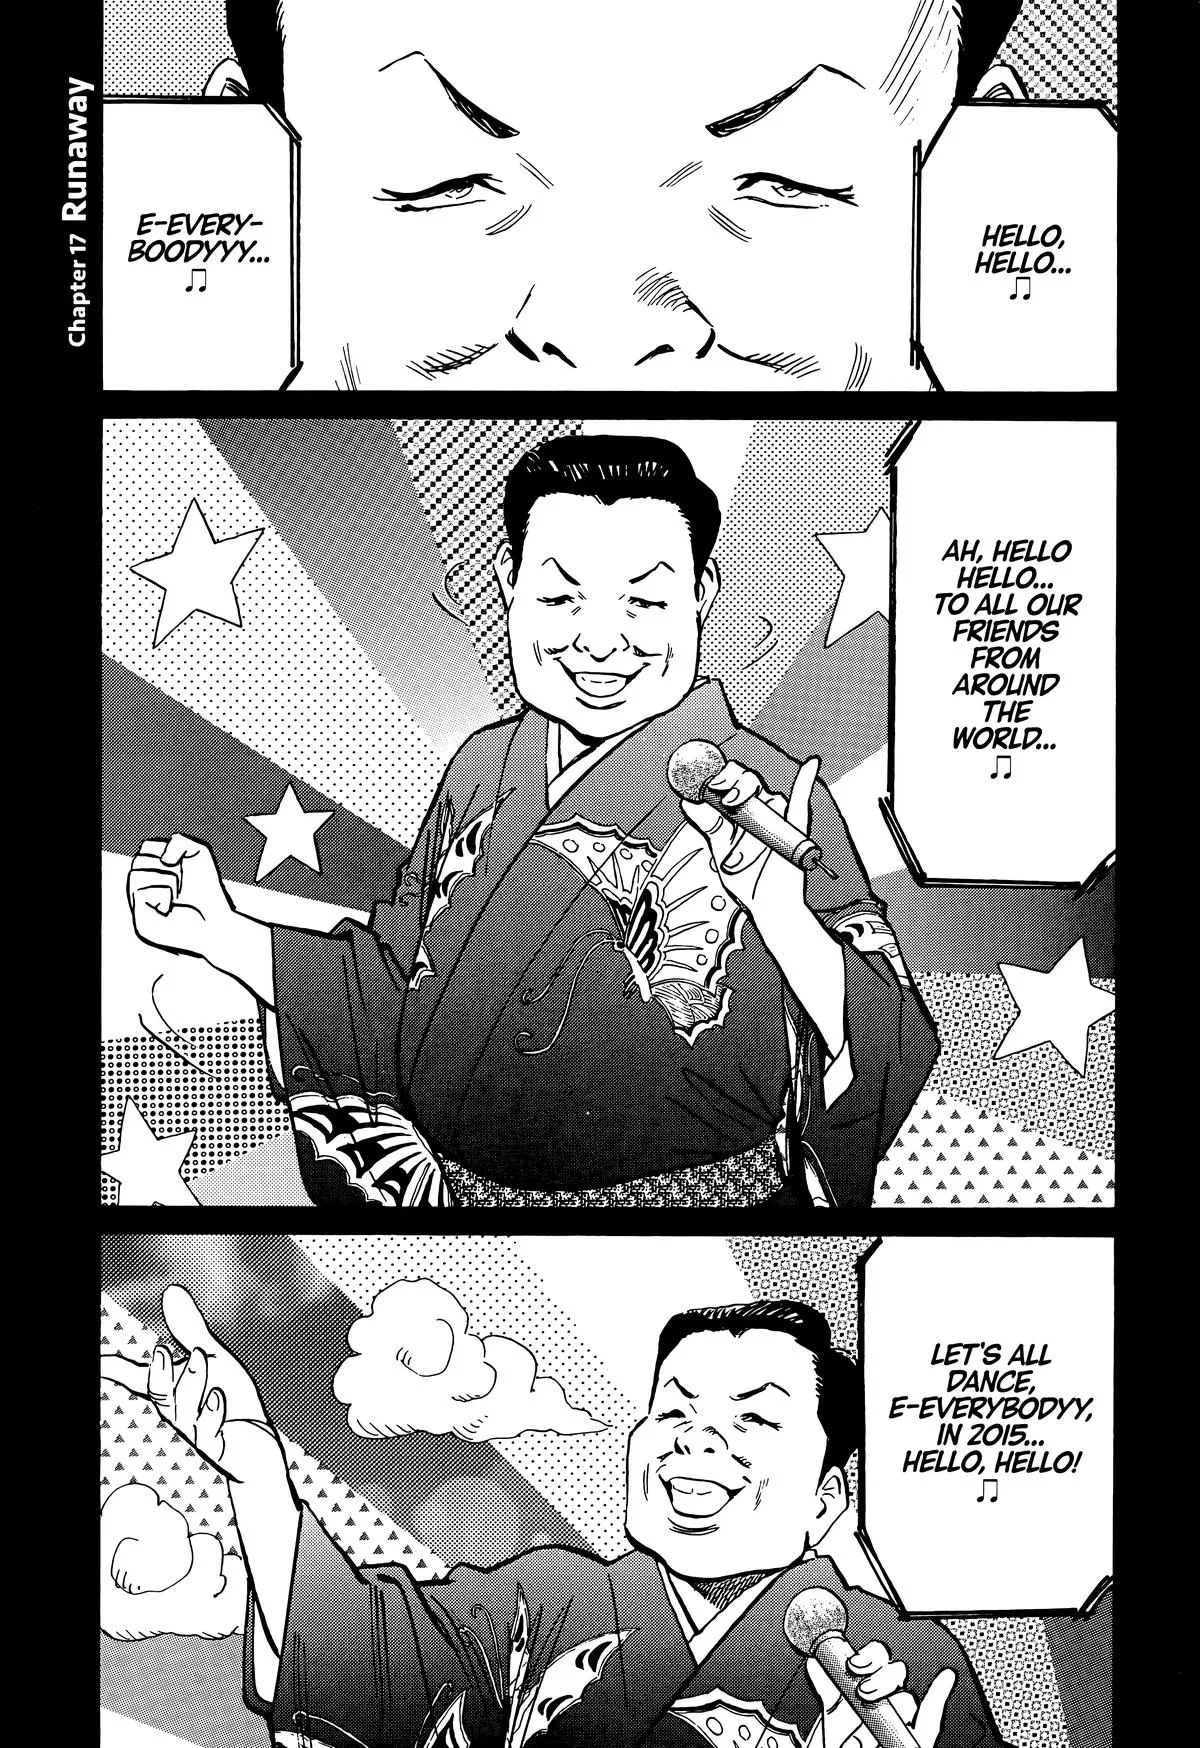 Chapter 17 Runaway
HELLO,
HELLO...
♫
E-EVERY-
BOODYYY...
♫
AH, HELLO
HELLO...
TO ALL OUR
FRIENDS
FROM
AROUND
THE
WORLD...
♫
LET'S ALL
DANCE,
E-EVERYBODYY,
IN 2015...
HELLO, HELLO!
♫